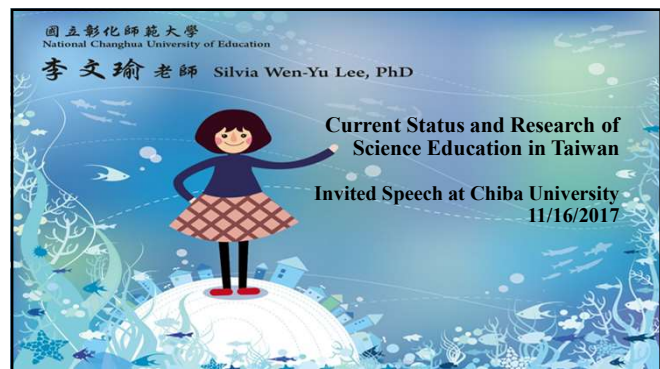 國立彰化師範大學
National Changhua University of Education
李文瑜 老師 Silvia Wen-Yu Lee, PhD
Current Status and Research of
Science Education in Taiwan
Invited Speech at Chiba University
11/16/2017